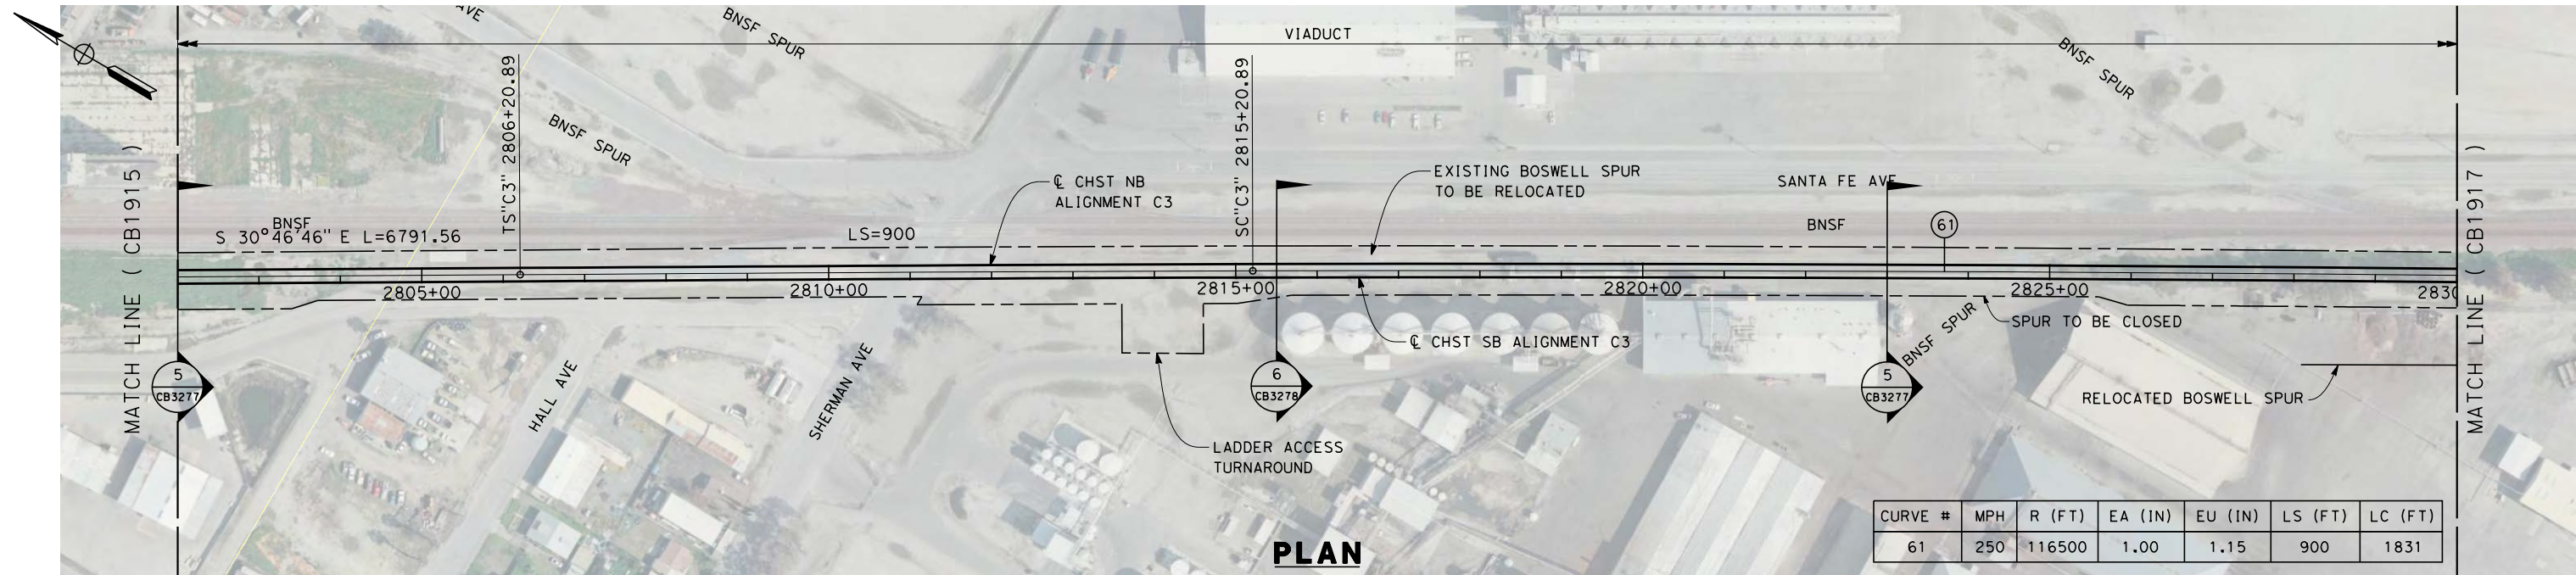 AVE
BNSF SPUR
VIADUCT
BNSF SPUR
BNSF SPUR
TS"C3" 2806+20.89
SC"C3" 2815+20.89
MATCH LINE ( CB1915 )
MATCH LINE ( CB1917 )
℄ CHST NB
ALIGNMENT C3
EXISTING BOSWELL SPUR
TO BE RELOCATED
SANTA FE AVE
BNSF
S 30°46'46" E L=6791.56
LS=900
BNSF
61
2805+00
2810+00
2815+00
2820+00
2825+00
2830
SPUR TO BE CLOSED
℄ CHST SB ALIGNMENT C3
BNSF SPUR
5
CB3277
HALL AVE
SHERMAN AVE
6
CB3278
5
CB3277
RELOCATED BOSWELL SPUR
LADDER ACCESS
TURNAROUND
CURVE # MPH R (FT) EA (IN) EU (IN) LS (FT) LC (FT)
61 250 116500 1.00 1.15 900 1831
PLAN